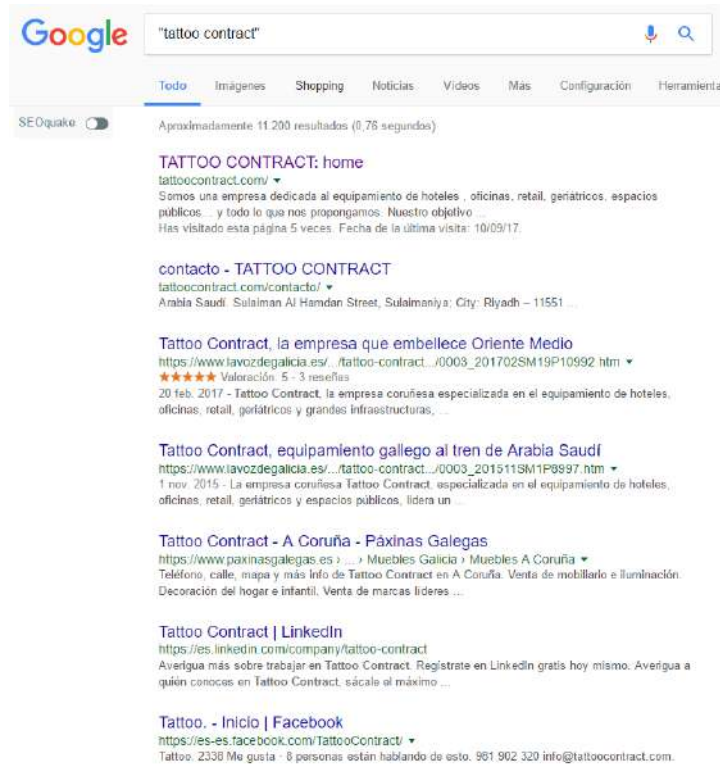 Google
"tattoo contract"
Todo Imágenes Shopping Noticias Vídeos Más Configuración Herramienta
SEOquake
Aproximadamente 11.200 resultados (0,76 segundos)
TATTOO CONTRACT: home
tattoocontract.com/
Somos una empresa dedicada al equipamiento de hoteles , oficinas, retail, geriátricos, espacios
públicos... y todo lo que nos propongamos. Nuestro objetivo ...
Has visitado esta página 5 veces. Fecha de la última visita: 10/09/17.
contacto - TATTOO CONTRACT
tattoocontract.com/contacto/
Arabia Saudí. Sulaiman Al Hamdan Street, Sulaimaniya; City: Riyadh – 11551 ...
Tattoo Contract, la empresa que embellece Oriente Medio
https://www.lavozdegalicia.es/.../tattoo-contract.../0003_201702SM19P10992.htm
★★★★★ Valoración: 5 - 3 reseñas
20 feb. 2017 - Tattoo Contract, la empresa coruñesa especializada en el equipamiento de hoteles,
oficinas, retail, geriátricos y grandes infraestructuras, ...
Tattoo Contract, equipamiento gallego al tren de Arabia Saudí
https://www.lavozdegalicia.es/.../tattoo-contract.../0003_201511SM1P8997.htm
1 nov. 2015 - La empresa coruñesa Tattoo Contract, especializada en el equipamiento de hoteles,
oficinas, retail, geriátricos y espacios públicos, lidera un ...
Tattoo Contract - A Coruña - Páxinas Galegas
https://www.paxinasgalegas.es › ... › Muebles Galicia › Muebles A Coruña
Teléfono, calle, mapa y más info de Tattoo Contract en A Coruña. Venta de mobiliario e iluminación.
Decoración del hogar e infantil. Venta de marcas líderes ...
Tattoo Contract | LinkedIn
https://es.linkedin.com/company/tattoo-contract
Averigua más sobre trabajar en Tattoo Contract. Regístrate en LinkedIn gratis hoy mismo. Averigua a
quién conoces en Tattoo Contract, sácale el máximo ...
Tattoo. - Inicio | Facebook
https://es-es.facebook.com/TattooContract/
Tattoo. 2338 Me gusta · 8 personas están hablando de esto. 981 902 320 info@tattoocontract.com.